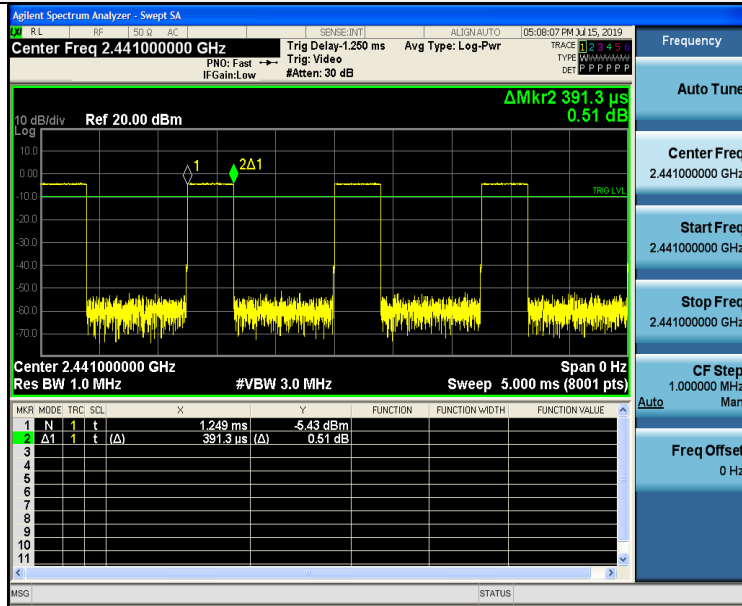 Agilent Spectrum Analyzer - Swept SA
LXI RL RF 50 Ω AC SENSE:INT ALIGN AUTO 05:08:07 PM Jul 15, 2019
Center Freq 2.441000000 GHz
PNO: Fast
IFGain:Low
Trig Delay-1.250 ms
Trig: Video
#Atten: 30 dB
Avg Type: Log-Pwr
TRACE 1 2 3 4 5 6
TYPE W
DET P P P P P P
ΔMkr2 391.3 µs
0.51 dB
10 dB/div Ref 20.00 dBm
Log
10.0
0.00
-10.0
-20.0
-30.0
-40.0
-50.0
-60.0
-70.0
1
2Δ1
TRIG LVL
Center 2.441000000 GHz Span 0 Hz
Res BW 1.0 MHz #VBW 3.0 MHz Sweep 5.000 ms (8001 pts)
MKR MODE TRC SCL X Y FUNCTION FUNCTION WIDTH FUNCTION VALUE
1 N 1 t 1.249 ms -5.43 dBm
2 Δ1 1 t (Δ) 391.3 µs (Δ) 0.51 dB
3
4
5
6
7
8
9
10
11
MSG STATUS
Frequency
Auto Tune
Center Freq
2.441000000 GHz
Start Freq
2.441000000 GHz
Stop Freq
2.441000000 GHz
CF Step
1.000000 MHz
Auto Man
Freq Offset
0 Hz